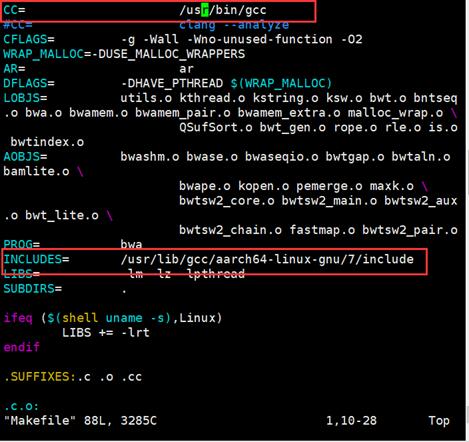 CC= /usr/bin/gcc
#CC= clang --analyze
CFLAGS= -g -Wall -Wno-unused-function -O2
WRAP_MALLOC=-DUSE_MALLOC_WRAPPERS
AR= ar
DFLAGS= -DHAVE_PTHREAD $(WRAP_MALLOC)
LOBJS= utils.o kthread.o kstring.o ksw.o bwt.o bntseq
.o bwa.o bwamem.o bwamem_pair.o bwamem_extra.o malloc_wrap.o \
QSufSort.o bwt_gen.o rope.o rle.o is.o
bwtindex.o
AOBJS= bwashm.o bwase.o bwaseqio.o bwtgap.o bwtaln.o
bamlite.o \
bwape.o kopen.o pemerge.o maxk.o \
bwtsw2_core.o bwtsw2_main.o bwtsw2_aux
.o bwt_lite.o \
bwtsw2_chain.o fastmap.o bwtsw2_pair.o
PROG= bwa
INCLUDES= /usr/lib/gcc/aarch64-linux-gnu/7/include
LIBS= -lm -lz -lpthread
SUBDIRS= .
ifeq ($(shell uname -s),Linux)
LIBS += -lrt
endif
.SUFFIXES:.c .o .cc
.c.o:
"Makefile" 88L, 3285C 1,10-28 Top